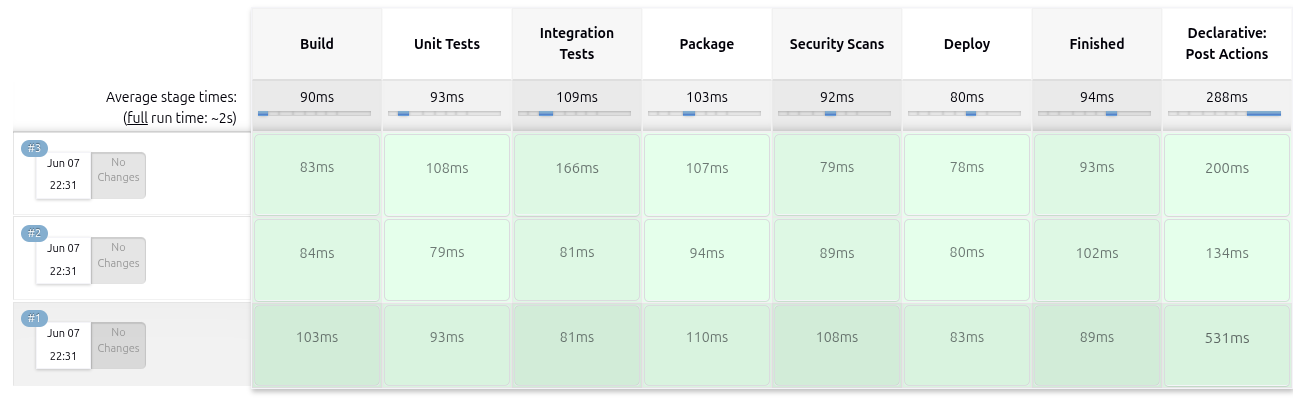 Build Unit Tests Integration Tests Package Security Scans Deploy Finished Declarative: Post Actions
Average stage times: 90ms 93ms 109ms 103ms 92ms 80ms 94ms 288ms
(full run time: ~2s)
#3
Jun 07 No Changes 83ms 108ms 166ms 107ms 79ms 78ms 93ms 200ms
22:31
#2
Jun 07 No Changes 84ms 79ms 81ms 94ms 89ms 80ms 102ms 134ms
22:31
#1
Jun 07 No Changes 103ms 93ms 81ms 110ms 108ms 83ms 89ms 531ms
22:31